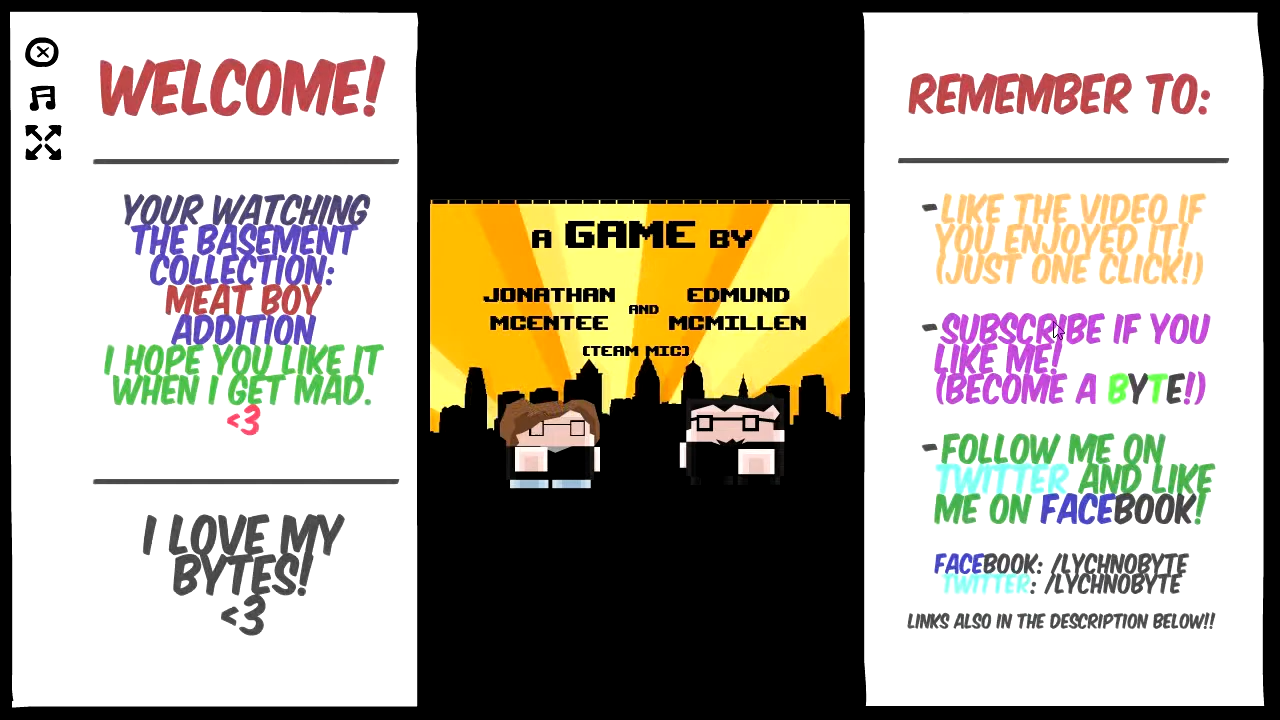 WELCOME!
YOUR WATCHING
THE BASEMENT
COLLECTION:
MEAT BOY
ADDITION
I HOPE YOU LIKE IT
WHEN I GET MAD.
<3
I LOVE MY
BYTES!
<3
A GAME BY
JONATHAN
MCENTEE
AND
EDMUND
MCMILLEN
(TEAM MIC)
REMEMBER TO:
-LIKE THE VIDEO IF
YOU ENJOYED IT!
(JUST ONE CLICK!)
-SUBSCRIBE IF YOU
LIKE ME!
(BECOME A BYTE!)
-FOLLOW ME ON
TWITTER AND LIKE
ME ON FACEBOOK!
FACEBOOK: /LYCHNOBYTE
TWITTER: /LYCHNOBYTE
LINKS ALSO IN THE DESCRIPTION BELOW!!